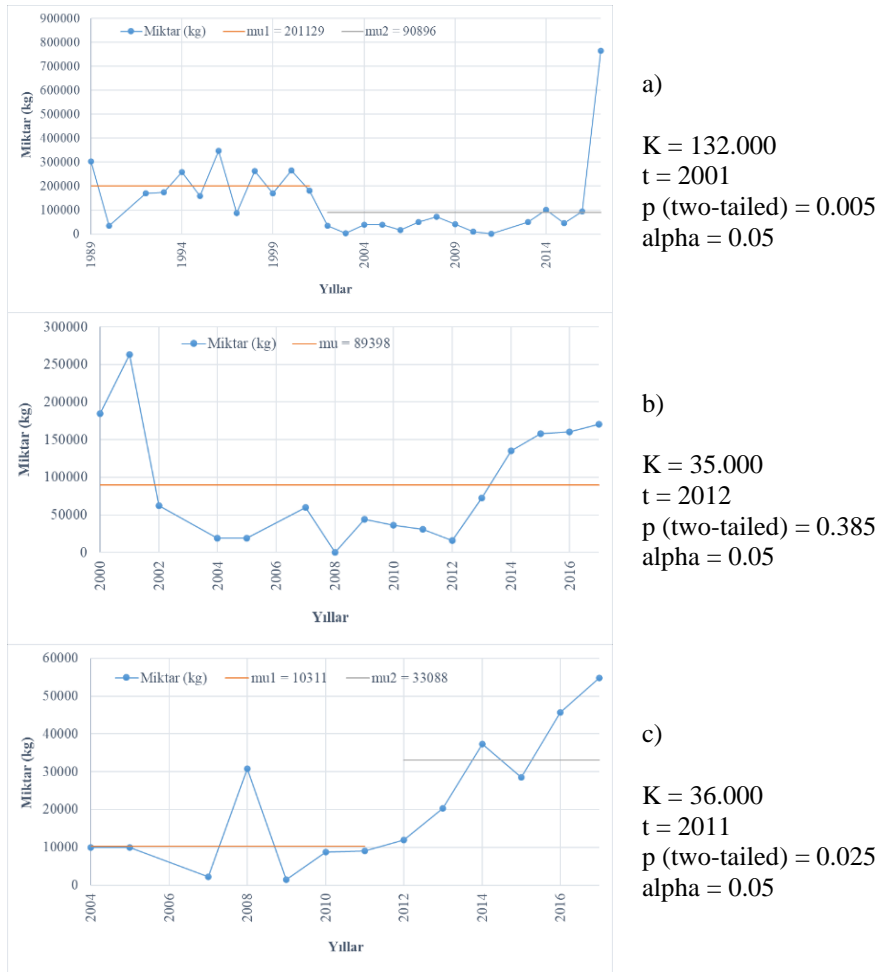 Miktar (kg) mu1 = 201129 mu2 = 90896
900000
800000
700000
600000
500000
400000
300000
200000
100000
0
Miktar (kg)
1989 1994 1999 2004 2009 2014
Yıllar
a)
K = 132.000
t = 2001
p (two-tailed) = 0.005
alpha = 0.05
Miktar (kg) mu = 89398
300000
250000
200000
150000
100000
50000
0
Miktar (kg)
2000 2002 2004 2006 2008 2010 2012 2014 2016
Yıllar
b)
K = 35.000
t = 2012
p (two-tailed) = 0.385
alpha = 0.05
Miktar (kg) mu1 = 10311 mu2 = 33088
60000
50000
40000
30000
20000
10000
0
Miktar (kg)
2004 2006 2008 2010 2012 2014 2016
Yıllar
c)
K = 36.000
t = 2011
p (two-tailed) = 0.025
alpha = 0.05